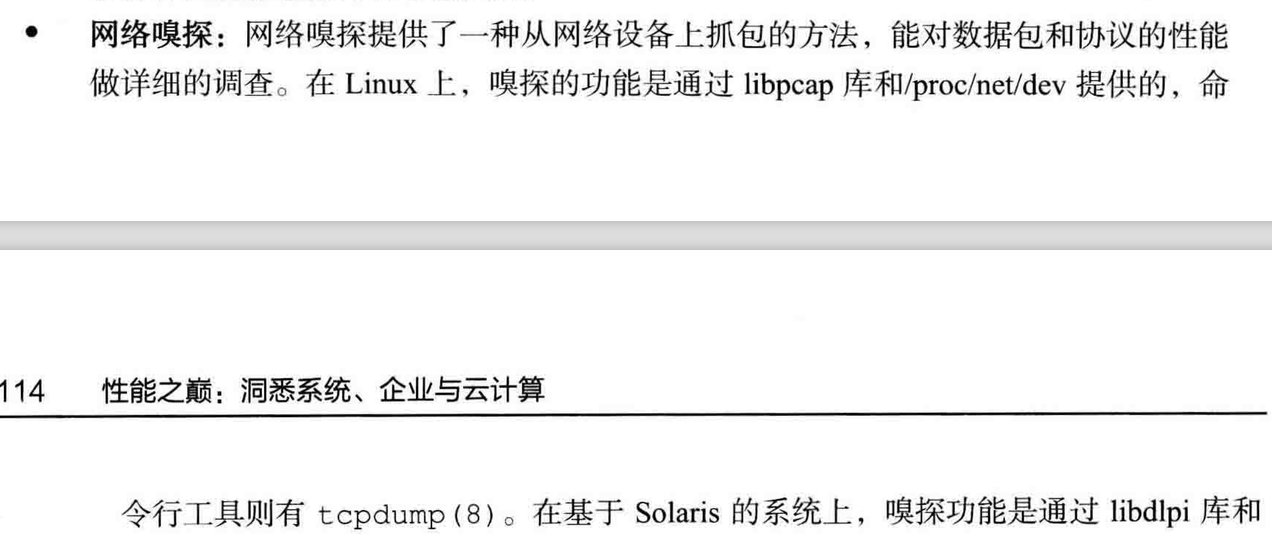 • 网络嗅探：网络嗅探提供了一种从网络设备上抓包的方法，能对数据包和协议的性能
做详细的调查。在 Linux 上，嗅探的功能是通过 libpcap 库和/proc/net/dev 提供的，命
114 性能之巅：洞悉系统、企业与云计算
令行工具则有 tcpdump(8)。在基于 Solaris 的系统上，嗅探功能是通过 libdlpi 库和